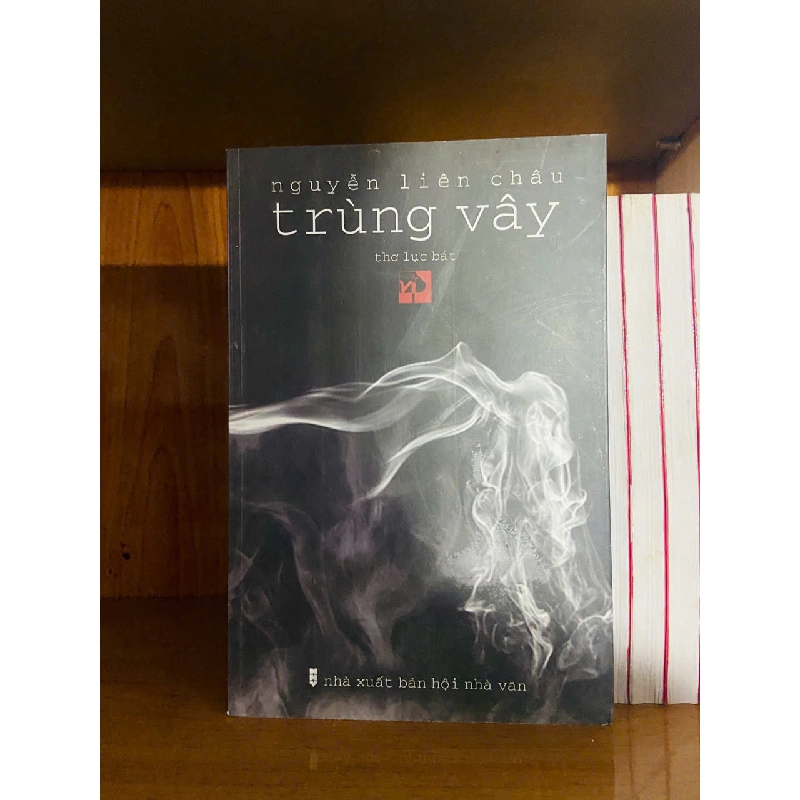 nguyễn liên châu
trùng vây
thơ lục bát
nhà xuất bản hội nhà văn